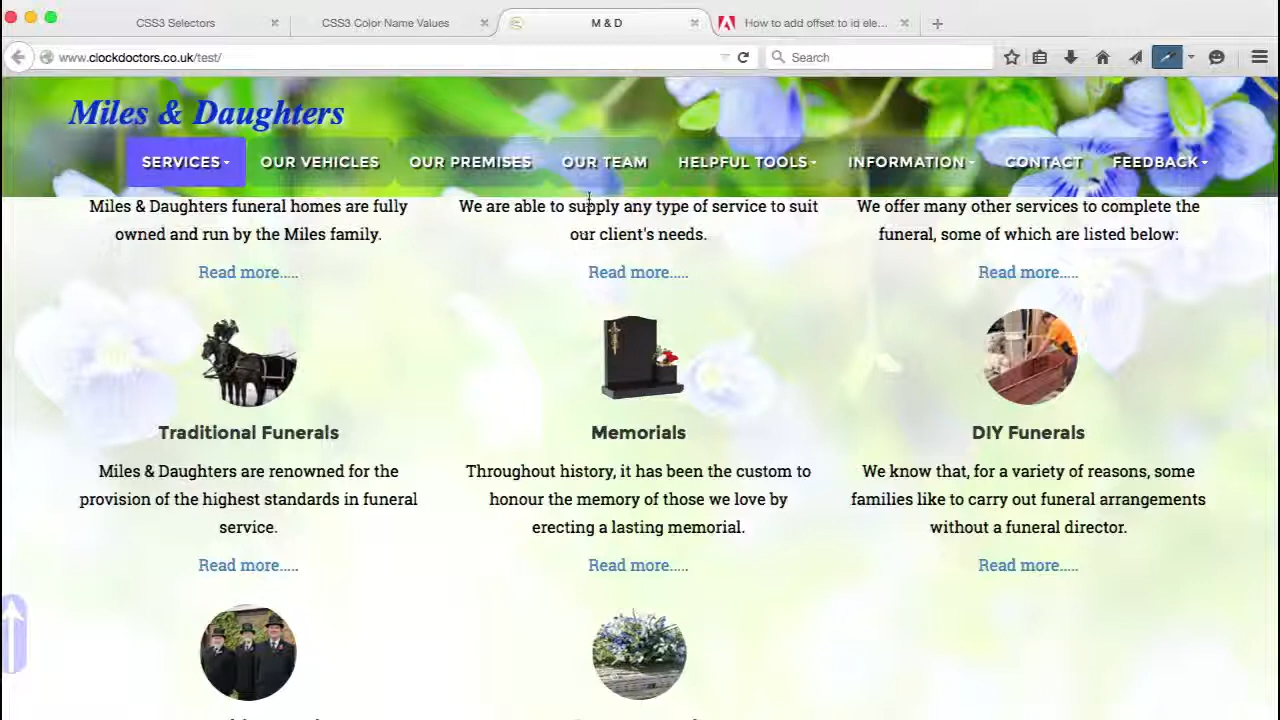 CSS3 Selectors
CSS3 Color Name Values
M & D
How to add offset to id ele...
www.clockdoctors.co.uk/test/
Search
Miles & Daughters
SERVICES
OUR VEHICLES
OUR PREMISES
OUR TEAM
HELPFUL TOOLS
INFORMATION
CONTACT
FEEDBACK
Miles & Daughters funeral homes are fully
owned and run by the Miles family.
Read more.....
We are able to supply any type of service to suit
our client's needs.
Read more.....
We offer many other services to complete the
funeral, some of which are listed below:
Read more.....
Traditional Funerals
Miles & Daughters are renowned for the
provision of the highest standards in funeral
service.
Read more.....
Memorials
Throughout history, it has been the custom to
honour the memory of those we love by
erecting a lasting memorial.
Read more.....
DIY Funerals
We know that, for a variety of reasons, some
families like to carry out funeral arrangements
without a funeral director.
Read more.....